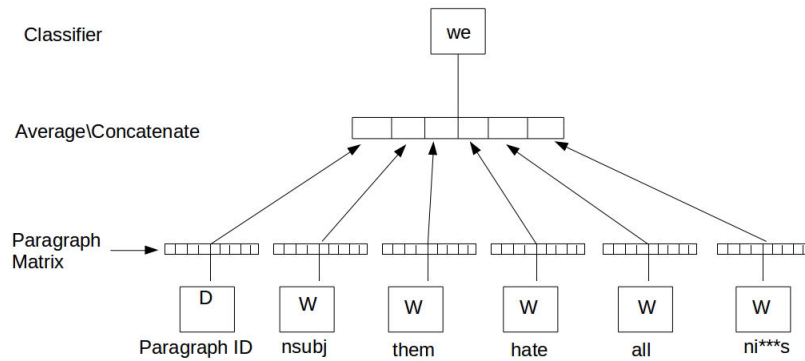 Classifier
we
Average\Concatenate
Paragraph
Matrix
D
W
W
W
W
W
Paragraph ID
nsubj
them
hate
all
ni***s